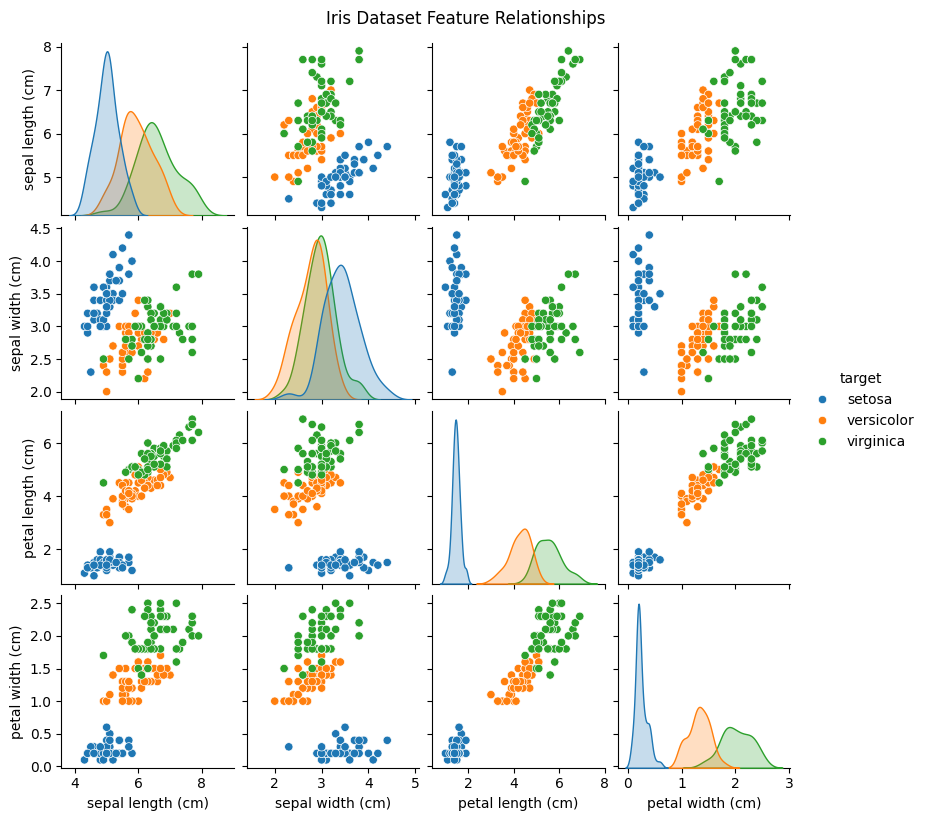 Iris Dataset Feature Relationships
sepal length (cm)
8
7
6
5
sepal width (cm)
4.5
4.0
3.5
3.0
2.5
2.0
petal length (cm)
6
4
2
petal width (cm)
2.5
2.0
1.5
1.0
0.5
0.0
4 6 8
sepal length (cm)
2 3 4 5
sepal width (cm)
2 4 6 8
petal length (cm)
0 1 2 3
petal width (cm)
target
setosa
versicolor
virginica